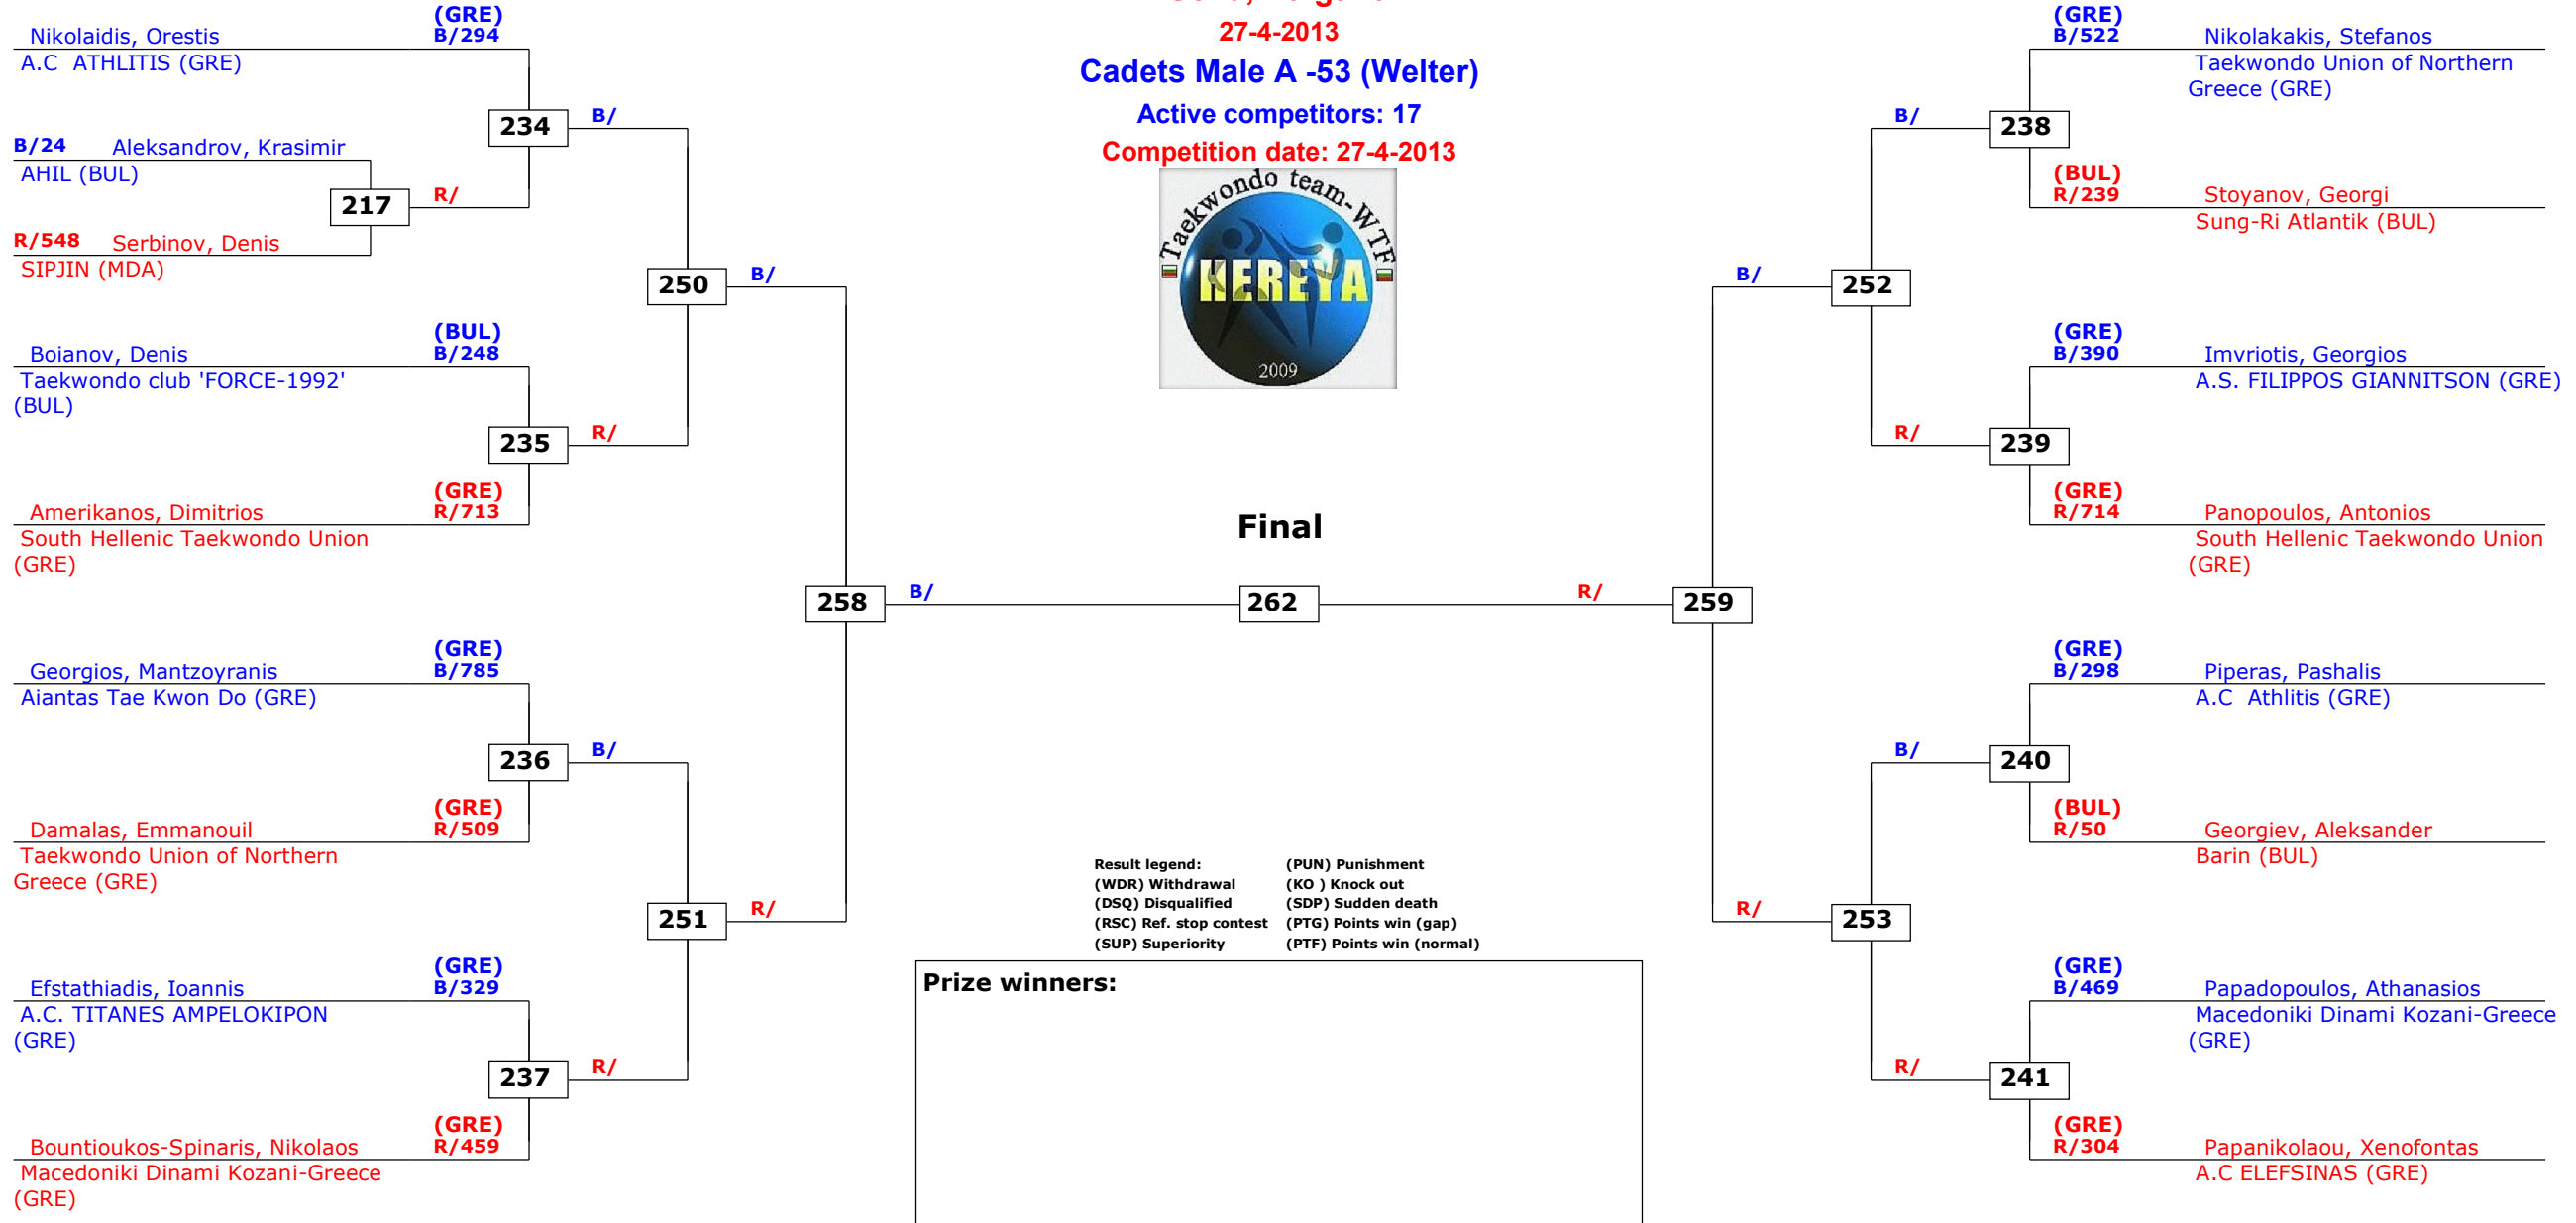 27-4-2013
Cadets Male A -53 (Welter)
Active competitors: 17
Competition date: 27-4-2013
Taekwondo team-WTF
HEREYA
2009
(GRE)
Nikolaidis, Orestis B/294
A.C ATHLITIS (GRE)
234
B/
B/24 Aleksandrov, Krasimir
AHIL (BUL)
217
R/
R/548 Serbinov, Denis
SIPJIN (MDA)
250
B/
(BUL)
Boianov, Denis B/248
Taekwondo club 'FORCE-1992'
(BUL)
235
R/
(GRE)
Amerikanos, Dimitrios R/713
South Hellenic Taekwondo Union
(GRE)
258
B/
(GRE)
Georgios, Mantzoyranis B/785
Aiantas Tae Kwon Do (GRE)
236
B/
(GRE)
Damalas, Emmanouil R/509
Taekwondo Union of Northern
Greece (GRE)
251
R/
(GRE)
Efstathiadis, Ioannis B/329
A.C. TITANES AMPELOKIPON
(GRE)
237
R/
(GRE)
Bountioukos-Spinaris, Nikolaos R/459
Macedoniki Dinami Kozani-Greece
(GRE)
Final
262
(GRE)
B/522 Nikolakakis, Stefanos
Taekwondo Union of Northern
Greece (GRE)
B/
238
(BUL)
R/239 Stoyanov, Georgi
Sung-Ri Atlantik (BUL)
B/
252
(GRE)
B/390 Imvriotis, Georgios
A.S. FILIPPOS GIANNITSON (GRE)
R/
239
(GRE)
R/714 Panopoulos, Antonios
South Hellenic Taekwondo Union
(GRE)
R/
259
(GRE)
B/298 Piperas, Pashalis
A.C Athlitis (GRE)
B/
240
(BUL)
R/50 Georgiev, Aleksander
Barin (BUL)
R/
253
(GRE)
B/469 Papadopoulos, Athanasios
Macedoniki Dinami Kozani-Greece
(GRE)
R/
241
(GRE)
R/304 Papanikolaou, Xenofontas
A.C ELEFSINAS (GRE)
Result legend: (PUN) Punishment
(WDR) Withdrawal (KO ) Knock out
(DSQ) Disqualified (SDP) Sudden death
(RSC) Ref. stop contest (PTG) Points win (gap)
(SUP) Superiority (PTF) Points win (normal)
Prize winners: